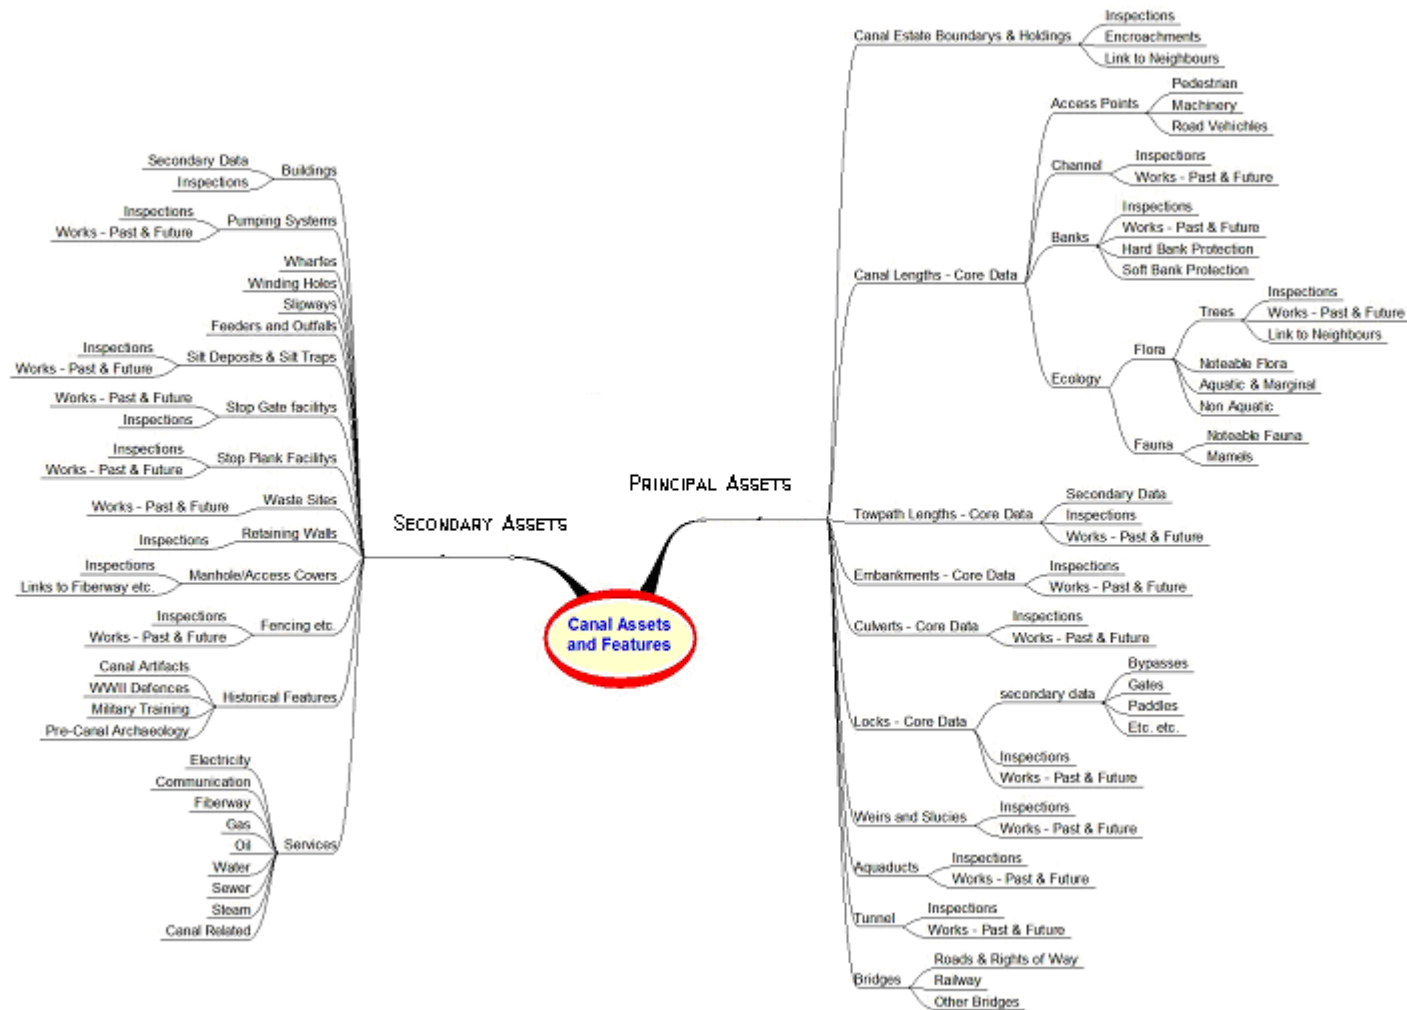 Canal Assets
and Features
PRINCIPAL ASSETS
Canal Estate Boundarys & Holdings
Inspections
Encroachments
Link to Neighbours
Canal Lengths - Core Data
Access Points
Pedestrian
Machinery
Road Vehichles
Channel
Inspections
Works - Past & Future
Banks
Inspections
Works - Past & Future
Hard Bank Protection
Soft Bank Protection
Ecology
Flora
Trees
Inspections
Works - Past & Future
Link to Neighbours
Noteable Flora
Aquatic & Marginal
Non Aquatic
Fauna
Noteable Fauna
Mamels
Towpath Lengths - Core Data
Secondary Data
Inspections
Works - Past & Future
Embankments - Core Data
Inspections
Works - Past & Future
Culverts - Core Data
Inspections
Works - Past & Future
Locks - Core Data
secondary data
Bypasses
Gates
Paddles
Etc. etc.
Inspections
Works - Past & Future
Weirs and Slucies
Inspections
Works - Past & Future
Aquaducts
Inspections
Works - Past & Future
Tunnel
Inspections
Works - Past & Future
Bridges
Roads & Rights of Way
Railway
Other Bridges
SECONDARY ASSETS
Buildings
Secondary Data
Inspections
Pumping Systems
Inspections
Works - Past & Future
Wharfes
Winding Holes
Slipways
Feeders and Outfalls
Silt Deposits & Silt Traps
Inspections
Works - Past & Future
Stop Gate facilitys
Works - Past & Future
Inspections
Stop Plank Facilitys
Inspections
Works - Past & Future
Waste Sites
Works - Past & Future
Retaining Walls
Inspections
Manhole/Access Covers
Inspections
Links to Fiberway etc.
Fencing etc.
Inspections
Works - Past & Future
Historical Features
Canal Artifacts
WWII Defences
Military Training
Pre-Canal Archaeology
Services
Electricity
Communication
Fiberway
Gas
Oil
Water
Sewer
Steam
Canal Related